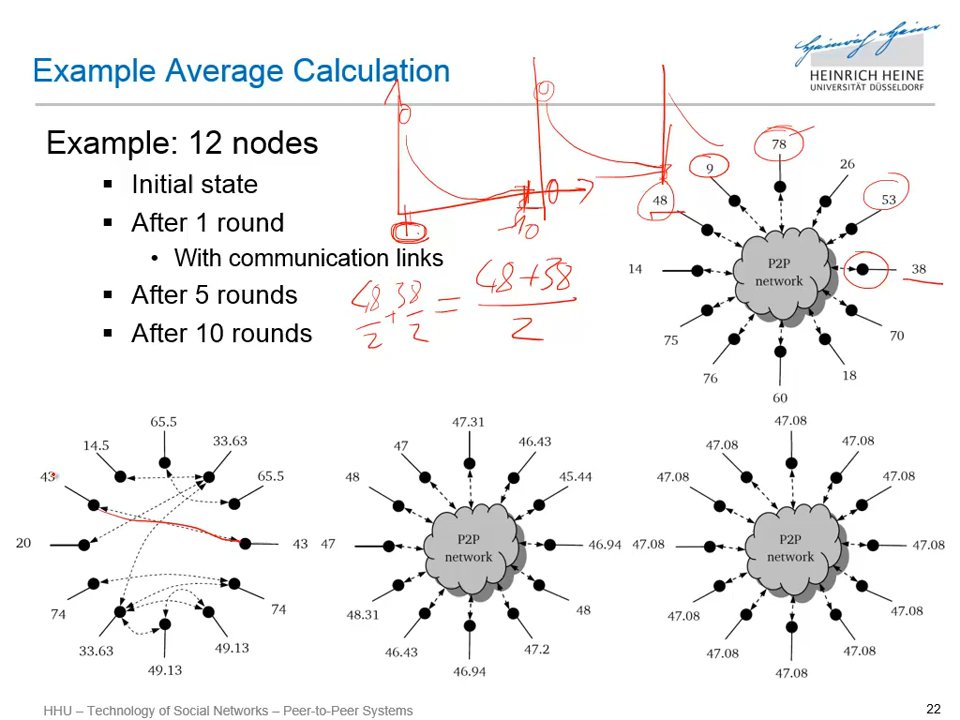 Example Average Calculation
Heinrich Heine
HEINRICH HEINE
UNIVERSITÄT DÜSSELDORF
Example: 12 nodes
▪ Initial state
▪ After 1 round
• With communication links
▪ After 5 rounds
▪ After 10 rounds
0
0
0
10
48/2 + 38/2 = 48+38/2
78
9
26
48
53
14
P2P
network
38
75
70
76
18
60
65.5
14.5
33.63
43
65.5
20
43
74
74
33.63
49.13
49.13
47.31
47
46.43
48
45.44
47
P2P
network
46.94
48.31
48
46.43
47.2
46.94
47.08
47.08
47.08
47.08
47.08
47.08
P2P
network
47.08
47.08
47.08
47.08
47.08
47.08
HHU – Technology of Social Networks – Peer-to-Peer Systems
22